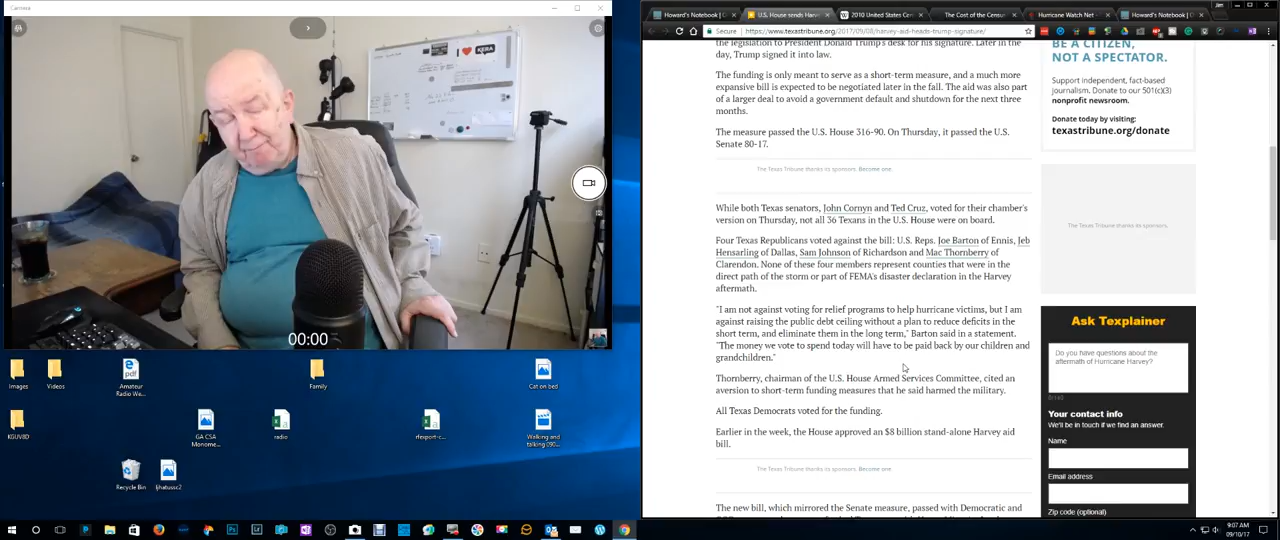 Camera
KERA
00:00
Images
Videos
Amateur
Radio Wa...
Family
Cat on bed
KGUV8D
GA CSA
Monome...
radio
rfexport-c...
Walking and
talking (90...
Recycle Bin
ljhatussc2
Howard's Notebook |
U.S. House sends Harve
2010 United States Cen
The Cost of the Census
Hurricane Watch Net -
Howard's Notebook |
Jim
Secure
https://www.texastribune.org/2017/09/08/harvey-aid-heads-trump-signature/
the legislation to President Donald Trump's desk for his signature. Later in the
day, Trump signed it into law.
The funding is only meant to serve as a short-term measure, and a much more
expansive bill is expected to be negotiated later in the fall. The aid was also part
of a larger deal to avoid a government default and shutdown for the next three
months.
The measure passed the U.S. House 316-90. On Thursday, it passed the U.S.
Senate 80-17.
The Texas Tribune thanks its sponsors. Become one.
While both Texas senators, John Cornyn and Ted Cruz, voted for their chamber's
version on Thursday, not all 36 Texans in the U.S. House were on board.
Four Texas Republicans voted against the bill: U.S. Reps. Joe Barton of Ennis, Jeb
Hensarling of Dallas, Sam Johnson of Richardson and Mac Thornberry of
Clarendon. None of these four members represent counties that were in the
direct path of the storm or part of FEMA's disaster declaration in the Harvey
aftermath.
"I am not against voting for relief programs to help hurricane victims, but I am
against raising the public debt ceiling without a plan to reduce deficits in the
short term, and eliminate them in the long term," Barton said in a statement.
"The money we vote to spend today will have to be paid back by our children and
grandchildren."
Thornberry, chairman of the U.S. House Armed Services Committee, cited an
aversion to short-term funding measures that he said harmed the military.
All Texas Democrats voted for the funding.
Earlier in the week, the House approved an $8 billion stand-alone Harvey aid
bill.
The Texas Tribune thanks its sponsors. Become one.
The new bill, which mirrored the Senate measure, passed with Democratic and
BE A CITIZEN,
NOT A SPECTATOR.
Support independent, fact-based
journalism. Donate to our 501(c)(3)
nonprofit newsroom.
Donate today by visiting:
texastribune.org/donate
The Texas Tribune thanks its sponsors.
Ask Texplainer
Do you have questions about the
aftermath of Hurricane Harvey?
Your contact info
We'll be in touch if we find an answer.
Name
Email address
Zip code (optional)
9:07 AM
09/10/17